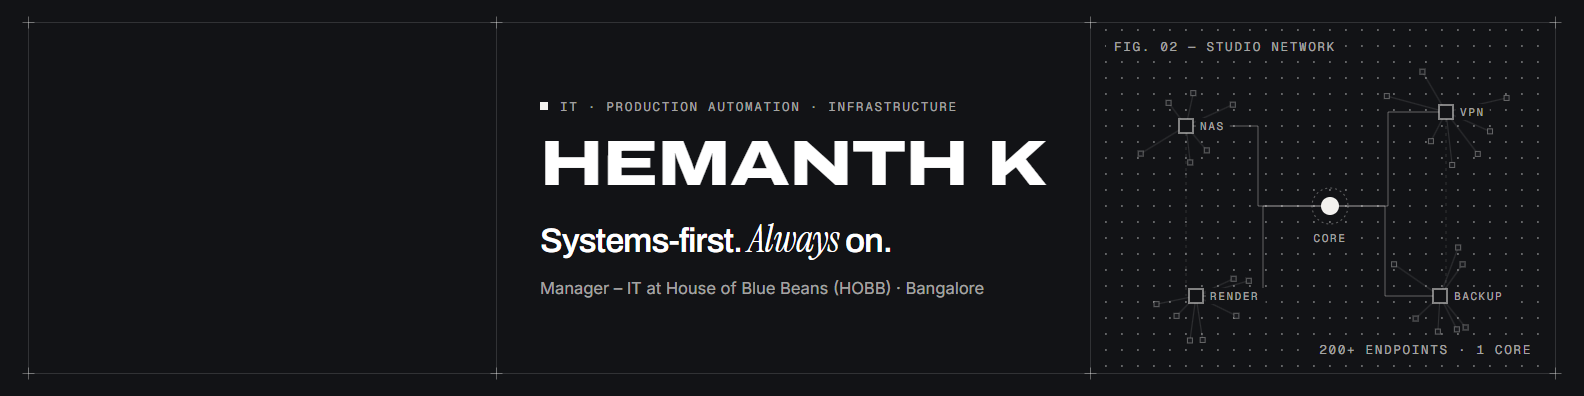 IT · PRODUCTION AUTOMATION · INFRASTRUCTURE
HEMANTH K
Systems-first. Always on.
Manager – IT at House of Blue Beans (HOBB) · Bangalore
FIG. 02 — STUDIO NETWORK
NAS
VPN
CORE
RENDER
BACKUP
200+ ENDPOINTS · 1 CORE